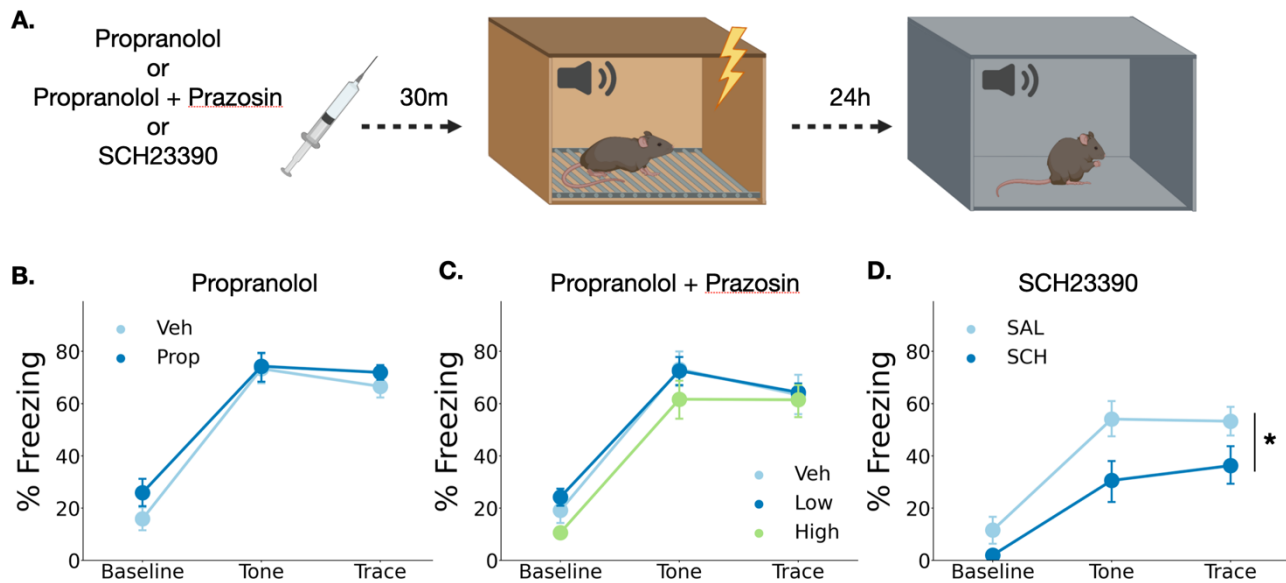 A.
Propranolol
or
Propranolol + Prazosin
or
SCH23390
30m
24h
B.
Propranolol
% Freezing
80
60
40
20
0
Veh
Prop
Baseline
Tone
Trace
C.
Propranolol + Prazosin
% Freezing
80
60
40
20
0
Veh
Low
High
Baseline
Tone
Trace
D.
SCH23390
% Freezing
80
60
40
20
0
SAL
SCH
*
Baseline
Tone
Trace